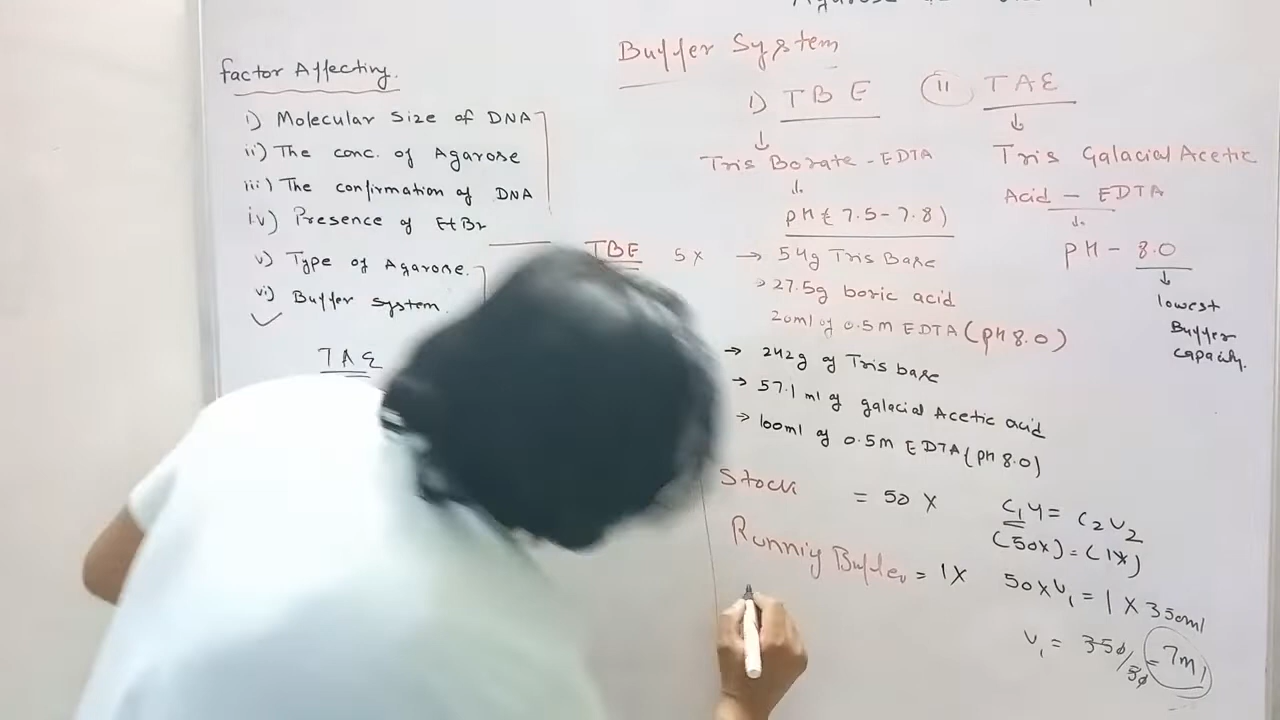 factor Affecting.
i) Molecular Size of DNA
ii) The conc. of Agarose
iii) The confirmation of DNA
iv) Presence of EtBr
v) Type of Agarose.
vi) Buffer system.
TAE
Buffer System
i) TBE
Tris Borate-EDTA
pH (7.5-7.8)
ii TAE
Tris Galacial Acetic
Acid - EDTA
pH - 8.0
lowest
Buffer
capacity.
TBE 5X → 54g Tris Base
27.5g boric acid
20ml of 0.5M EDTA (pH 8.0)
→ 242g of Tris base
→ 57.1 ml of galacial Acetic acid
→ 100ml of 0.5M EDTA (pH 8.0)
Stock = 50 X
Runniy Buffer = 1X
C1V = C2V2
(50X) = (1X)
50XV1 = 1 X 350ml
V1 = 350/50 = 7ml